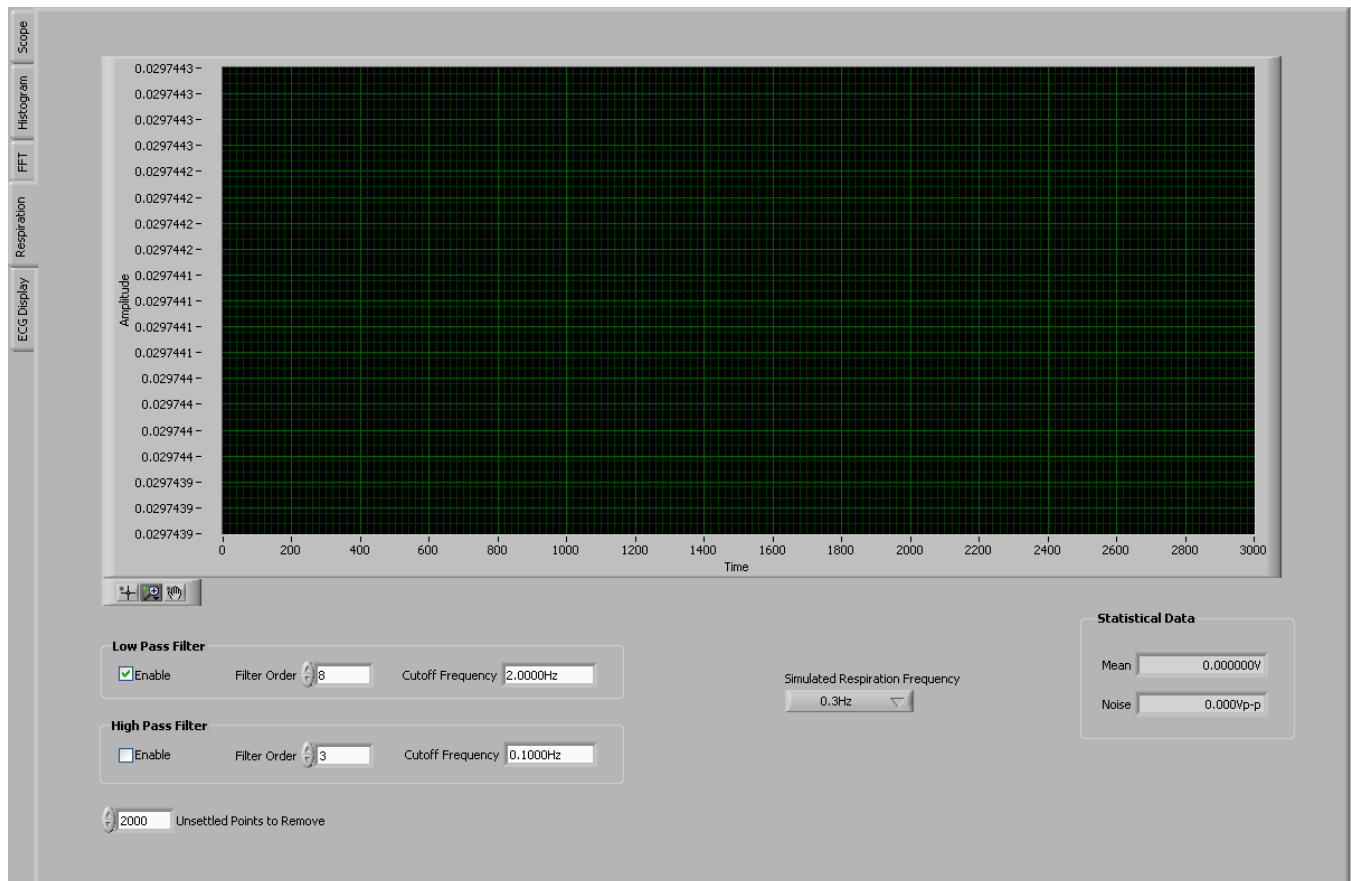 Scope
Histogram
FFT
Respiration
ECG Display
Amplitude
0.0297443
0.0297443
0.0297443
0.0297443
0.0297442
0.0297442
0.0297442
0.0297442
0.0297441
0.0297441
0.0297441
0.0297441
0.029744
0.029744
0.029744
0.029744
0.0297439
0.0297439
0.0297439
0 200 400 600 800 1000 1200 1400 1600 1800 2000 2200 2400 2600 2800 3000
Time
Low Pass Filter
Enable Filter Order 8 Cutoff Frequency 2.0000Hz
High Pass Filter
Enable Filter Order 3 Cutoff Frequency 0.1000Hz
2000 Unsettled Points to Remove
Simulated Respiration Frequency
0.3Hz
Statistical Data
Mean 0.000000V
Noise 0.000Vp-p